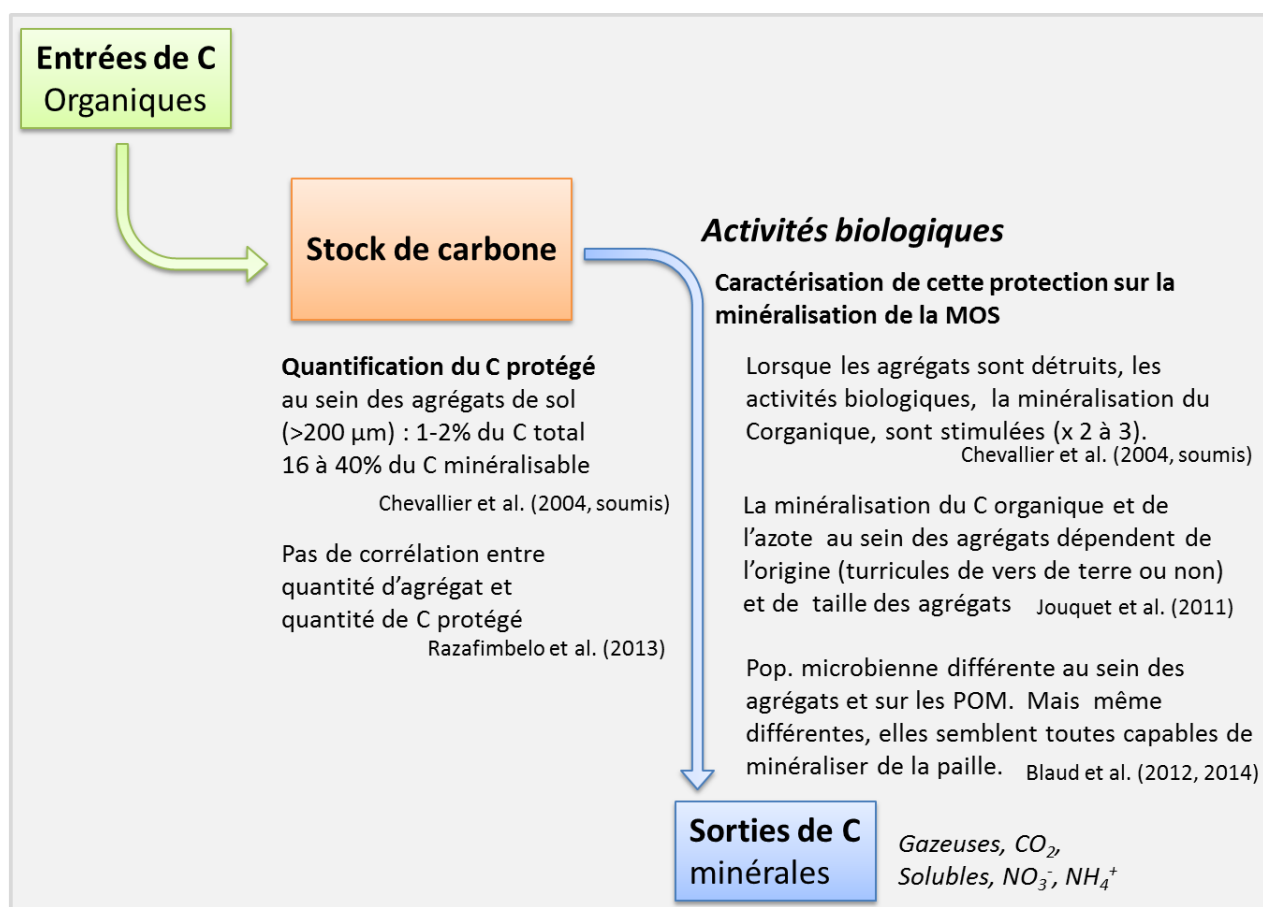 Entrées de C
Organiques
Stock de carbone
Quantification du C protégé
au sein des agrégats de sol
(>200 µm) : 1-2% du C total
16 à 40% du C minéralisable
Chevallier et al. (2004, soumis)
Pas de corrélation entre
quantité d’agrégat et
quantité de C protégé
Razafimbelo et al. (2013)
Activités biologiques
Caractérisation de cette protection sur la
minéralisation de la MOS
Lorsque les agrégats sont détruits, les
activités biologiques, la minéralisation du
Corganique, sont stimulées (x 2 à 3).
Chevallier et al. (2004, soumis)
La minéralisation du C organique et de
l’azote au sein des agrégats dépendent de
l’origine (turricules de vers de terre ou non)
et de taille des agrégats Jouquet et al. (2011)
Pop. microbienne différente au sein des
agrégats et sur les POM. Mais même
différentes, elles semblent toutes capables de
minéraliser de la paille. Blaud et al. (2012, 2014)
Sorties de C
minérales
Gazeuses, CO₂,
Solubles, NO₃⁻, NH₄⁺